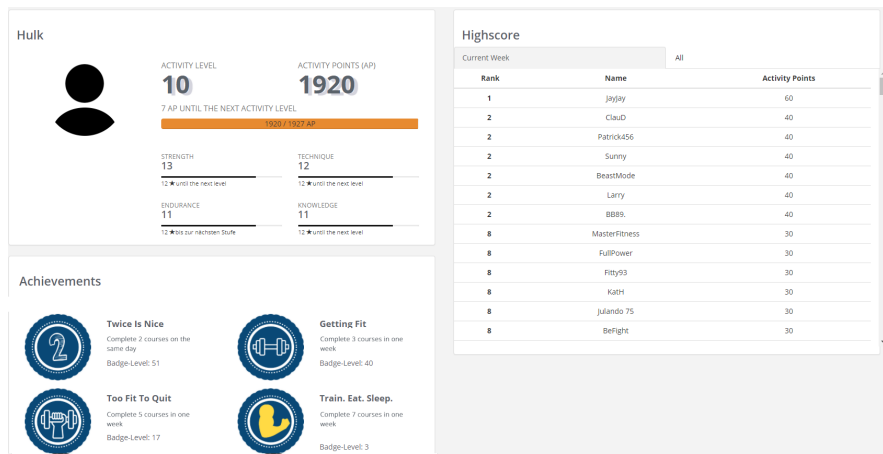 Hulk
ACTIVITY LEVEL
10
ACTIVITY POINTS (AP)
1920
7 AP UNTIL THE NEXT ACTIVITY LEVEL
1920 / 1927 AP
STRENGTH
13
12 ★ until the next level
TECHNIQUE
12
12 ★ until the next level
ENDURANCE
11
12 ★ bis zur nächsten Stufe
KNOWLEDGE
11
12 ★ until the next level
Achievements
2
Twice Is Nice
Complete 2 courses on the
same day
Badge-Level: 51
Getting Fit
Complete 3 courses in one
week
Badge-Level: 40
Too Fit To Quit
Complete 5 courses in one
week
Badge-Level: 17
Train. Eat. Sleep.
Complete 7 courses in one
week
Badge-Level: 3
Highscore
Current Week All
Rank Name Activity Points
1 JayJay 60
2 ClauD 40
2 Patrick456 40
2 Sunny 40
2 BeastMode 40
2 Larry 40
2 BB89. 40
8 MasterFitness 30
8 FullPower 30
8 Fitty93 30
8 KatH 30
8 Julando 75 30
8 BeFight 30